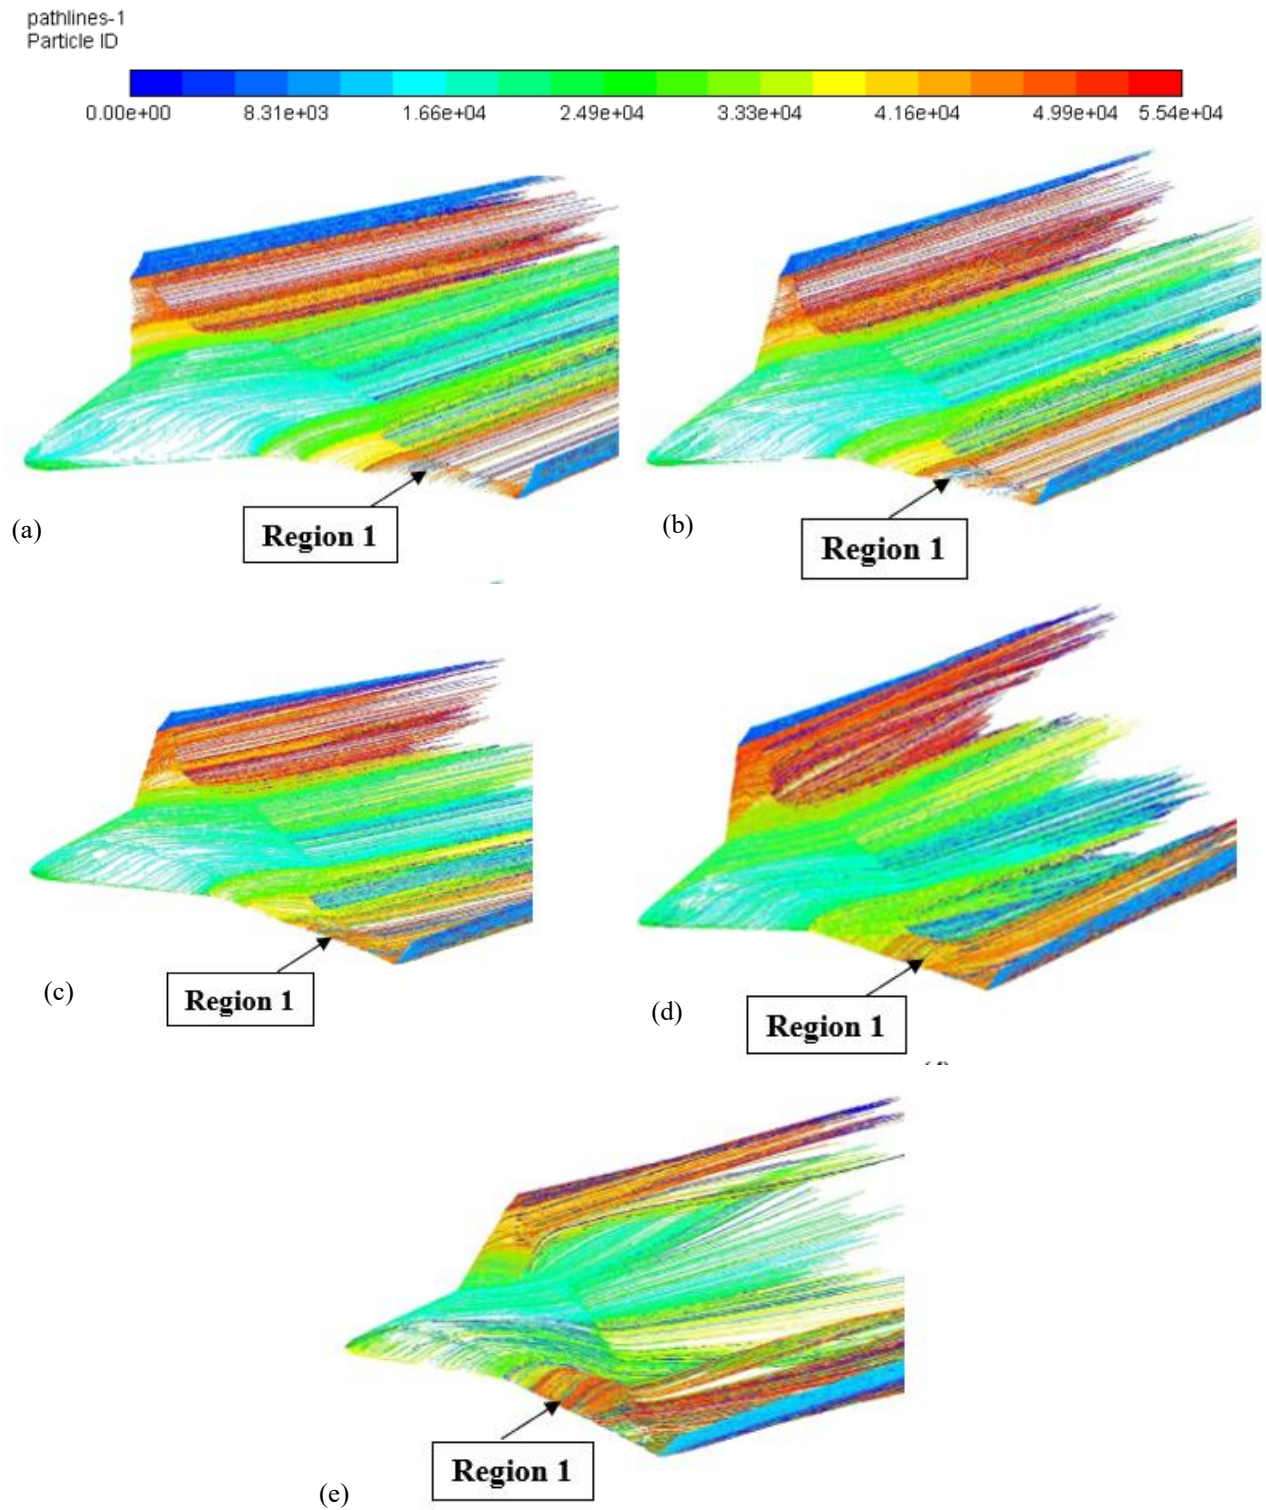 pathlines-1
Particle ID
0.00e+00 8.31e+03 1.66e+04 2.49e+04 3.33e+04 4.16e+04 4.99e+04 5.54e+04
Region 1
(a)
Region 1
(b)
Region 1
(c)
Region 1
(d)
Region 1
(e)